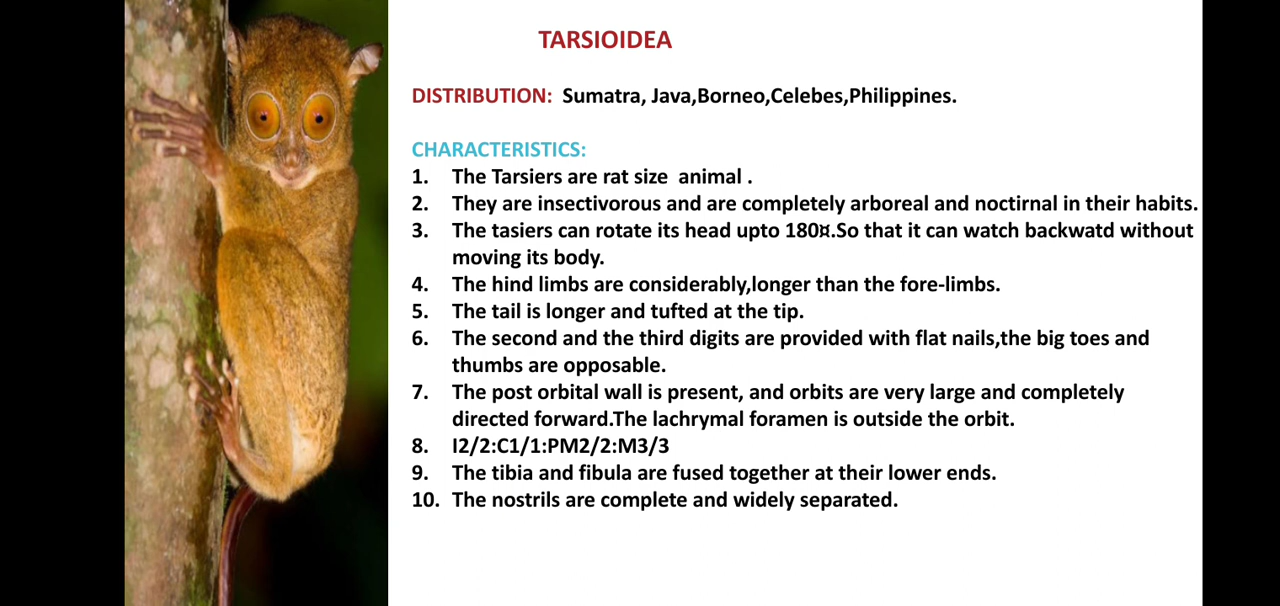 TARSIOIDEA
DISTRIBUTION: Sumatra, Java,Borneo,Celebes,Philippines.
CHARACTERISTICS:
1. The Tarsiers are rat size animal .
2. They are insectivorous and are completely arboreal and noctirnal in their habits.
3. The tasiers can rotate its head upto 180¤.So that it can watch backwatd without
moving its body.
4. The hind limbs are considerably,longer than the fore-limbs.
5. The tail is longer and tufted at the tip.
6. The second and the third digits are provided with flat nails,the big toes and
thumbs are opposable.
7. The post orbital wall is present, and orbits are very large and completely
directed forward.The lachrymal foramen is outside the orbit.
8. I2/2:C1/1:PM2/2:M3/3
9. The tibia and fibula are fused together at their lower ends.
10. The nostrils are complete and widely separated.